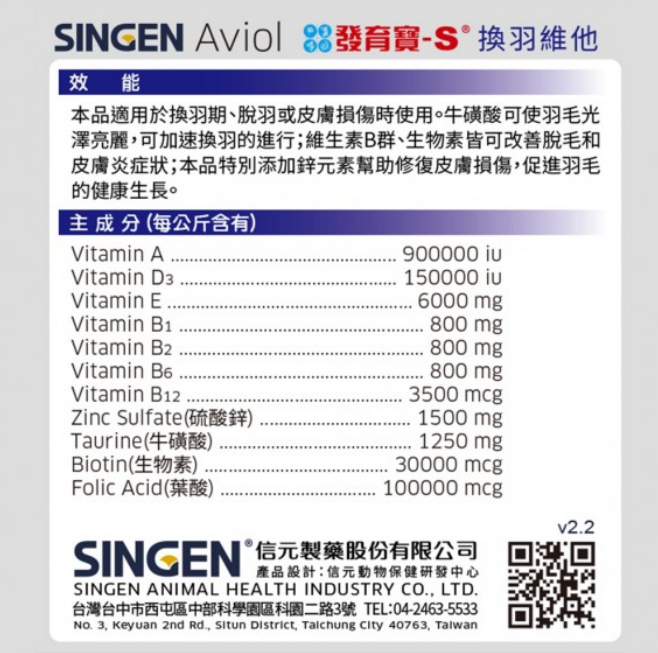 SINGEN Aviol 發育寶-S® 換羽維他
效 能
本品適用於換羽期、脫羽或皮膚損傷時使用。牛磺酸可使羽毛光
澤亮麗，可加速換羽的進行；維生素B群、生物素皆可改善脫毛和
皮膚炎症狀；本品特別添加鋅元素幫助修復皮膚損傷，促進羽毛
的健康生長。
主 成 分（每公斤含有）
Vitamin A ........................................ 900000 iu
Vitamin D3 ....................................... 150000 iu
Vitamin E ........................................... 6000 mg
Vitamin B1 .......................................... 800 mg
Vitamin B2 .......................................... 800 mg
Vitamin B6 .......................................... 800 mg
Vitamin B12 ...................................... 3500 mcg
Zinc Sulfate(硫酸鋅) ........................... 1500 mg
Taurine(牛磺酸) .................................. 1250 mg
Biotin(生物素) ................................ 30000 mcg
Folic Acid(葉酸) ............................ 100000 mcg
v2.2
SINGEN® 信元製藥股份有限公司
產品設計：信元動物保健研發中心
SINGEN ANIMAL HEALTH INDUSTRY CO., LTD.
台灣台中市西屯區中部科學園區科園二路3號 TEL:04-2463-5533
No. 3, Keyuan 2nd Rd., Situn District, Taichung City 40763, Taiwan